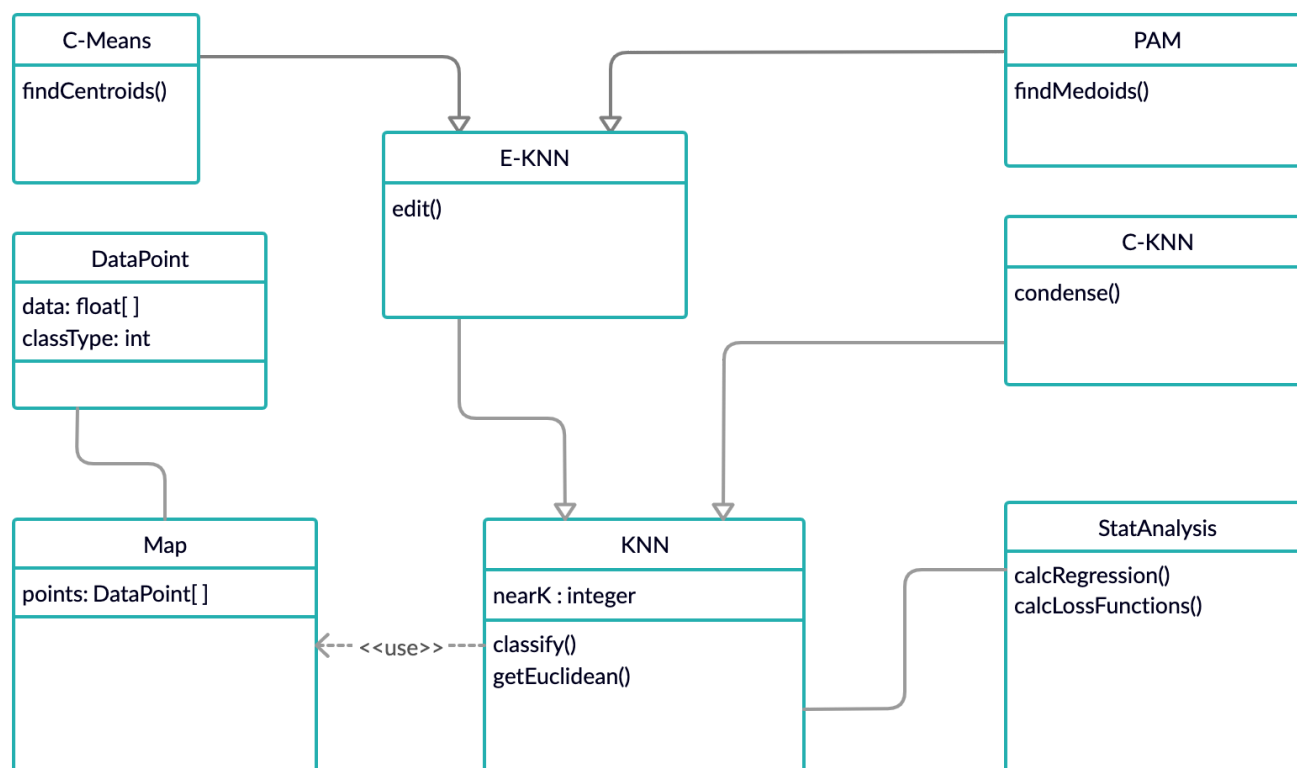 C-Means
findCentroids()
PAM
findMedoids()
E-KNN
edit()
DataPoint
data: float[ ]
classType: int
C-KNN
condense()
Map
points: DataPoint[ ]
<<use>>
KNN
nearK : integer
classify()
getEuclidean()
StatAnalysis
calcRegression()
calcLossFunctions()